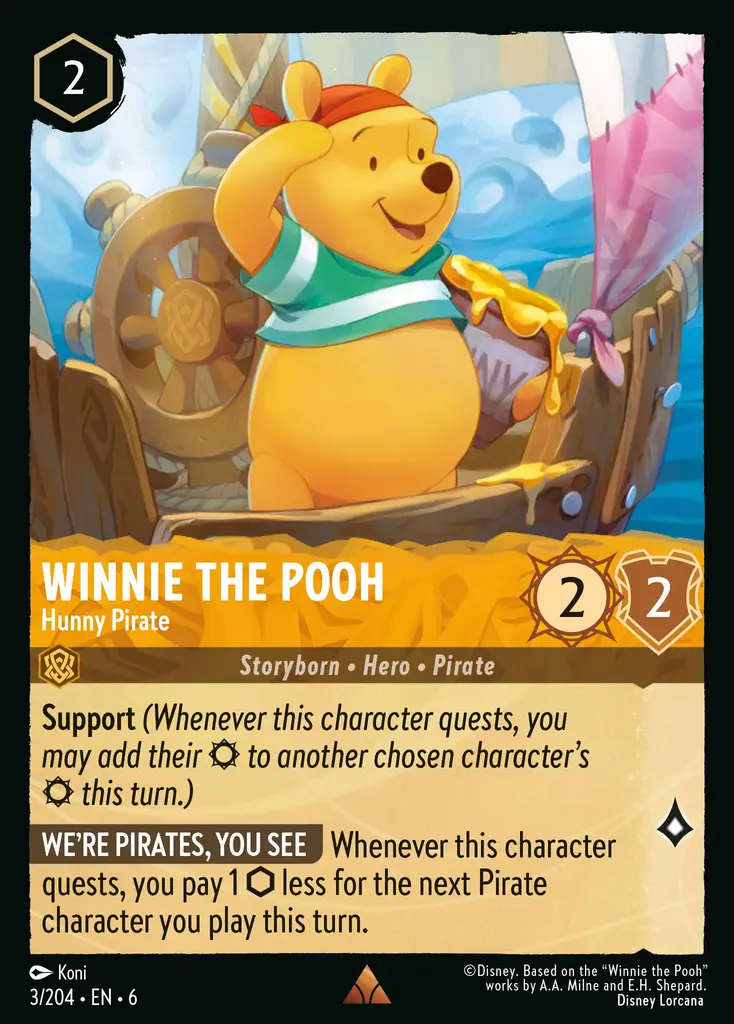 2
NY
WINNIE THE POOH
Hunny Pirate
2
2
Storyborn • Hero • Pirate
Support (Whenever this character quests, you
may add their to another chosen character's
this turn.)
WE'RE PIRATES, YOU SEE Whenever this character
quests, you pay 1 less for the next Pirate
character you play this turn.
Koni
3/204 • EN • 6
©Disney. Based on the "Winnie the Pooh"
works by A.A. Milne and E.H. Shepard.
Disney Lorcana